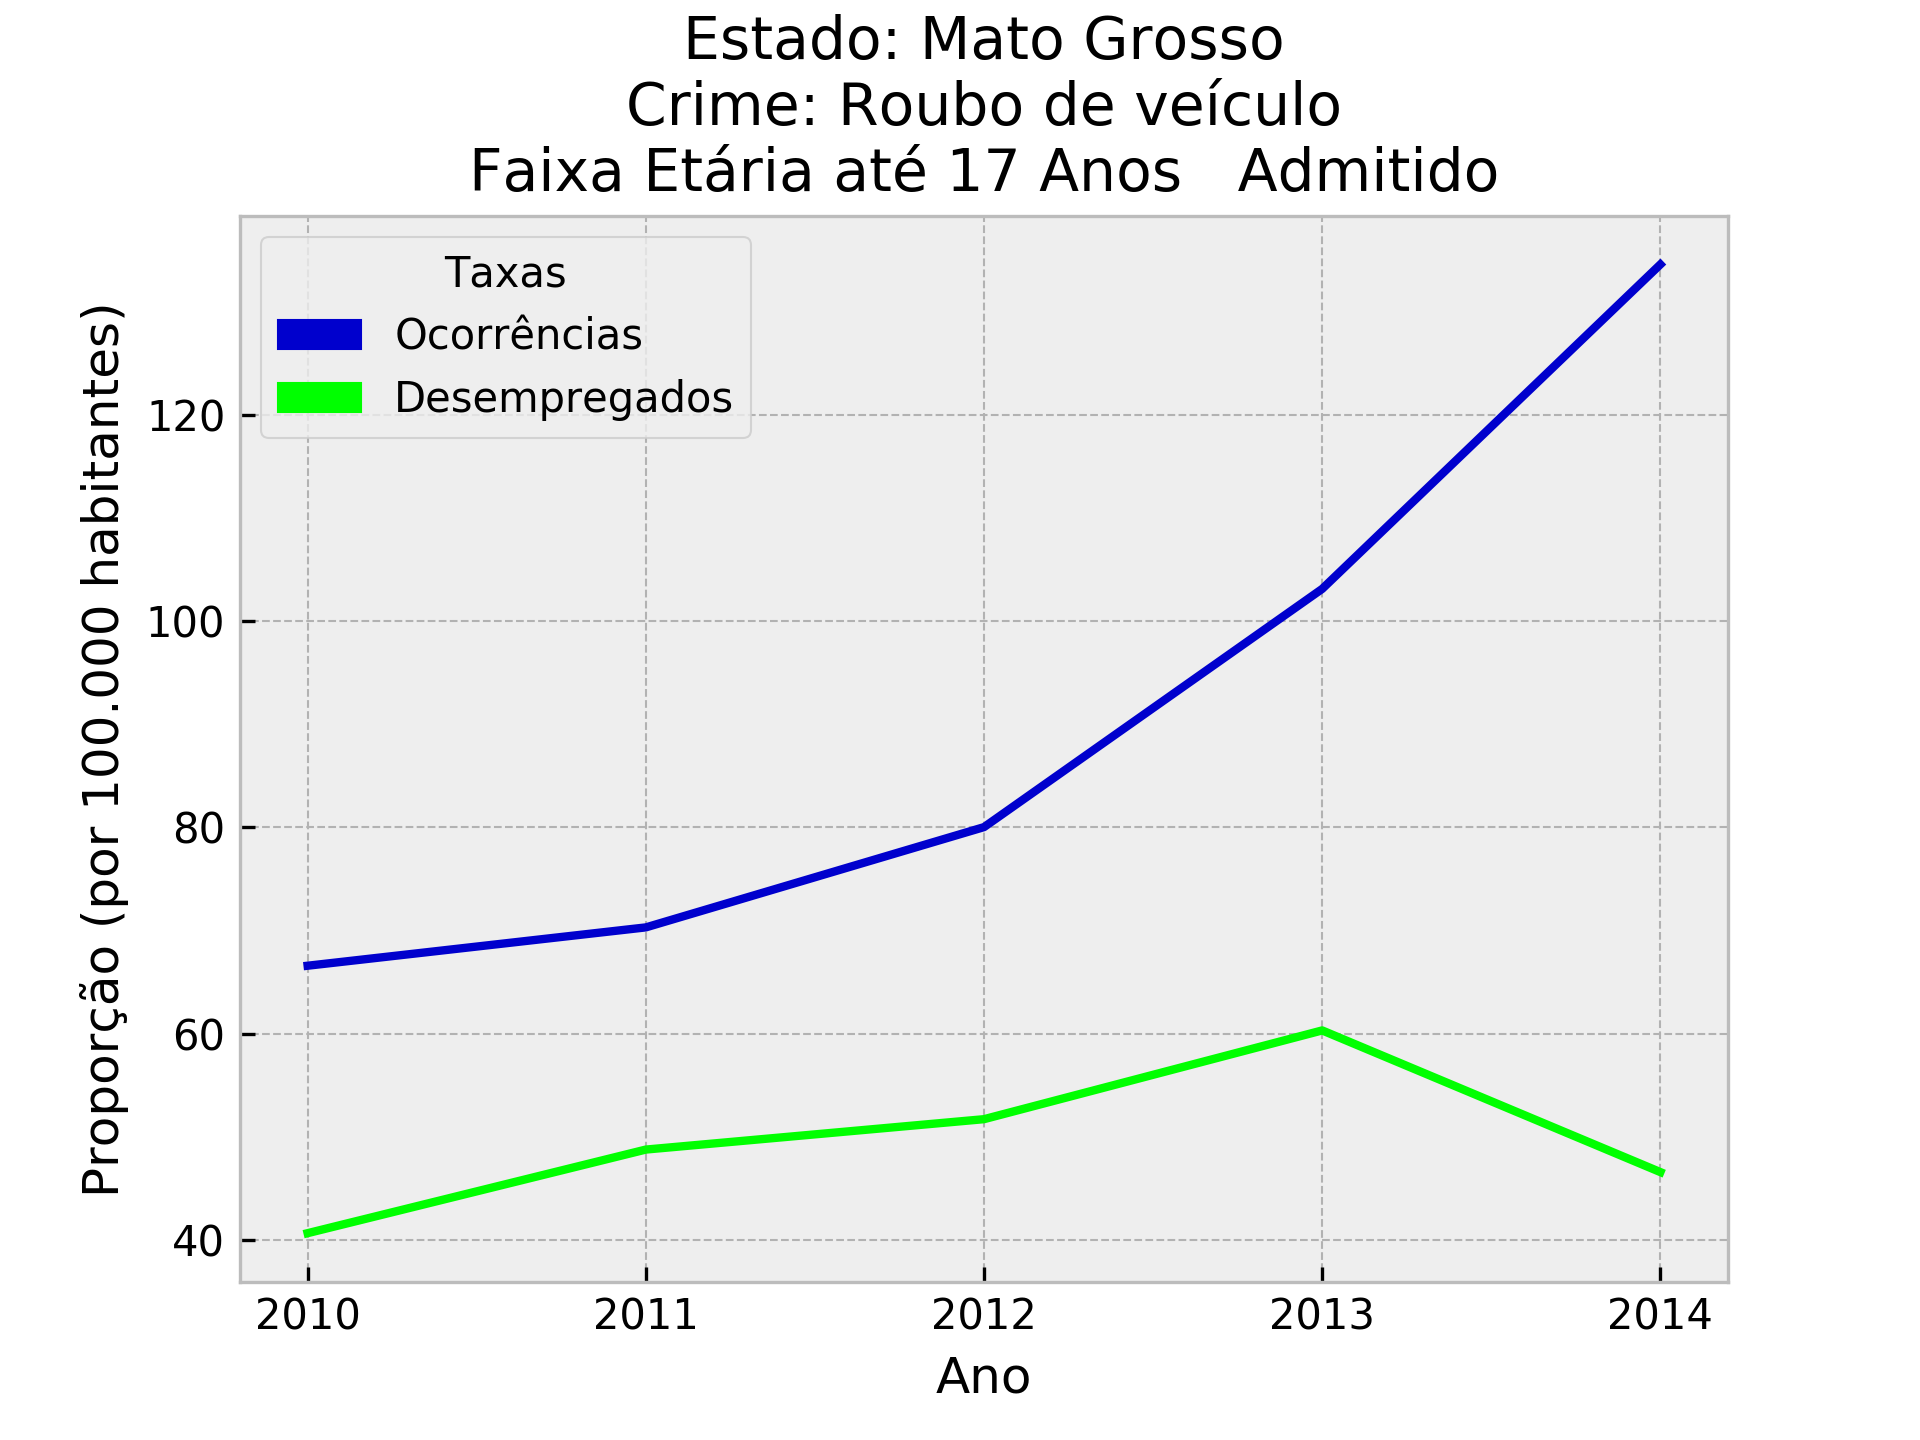 Estado: Mato Grosso
Crime: Roubo de veículo
Faixa Etária até 17 Anos   Admitido
Taxas
Ocorrências
Desempregados
Proporção (por 100.000 habitantes)
120
100
80
60
40
2010
2011
2012
2013
2014
Ano